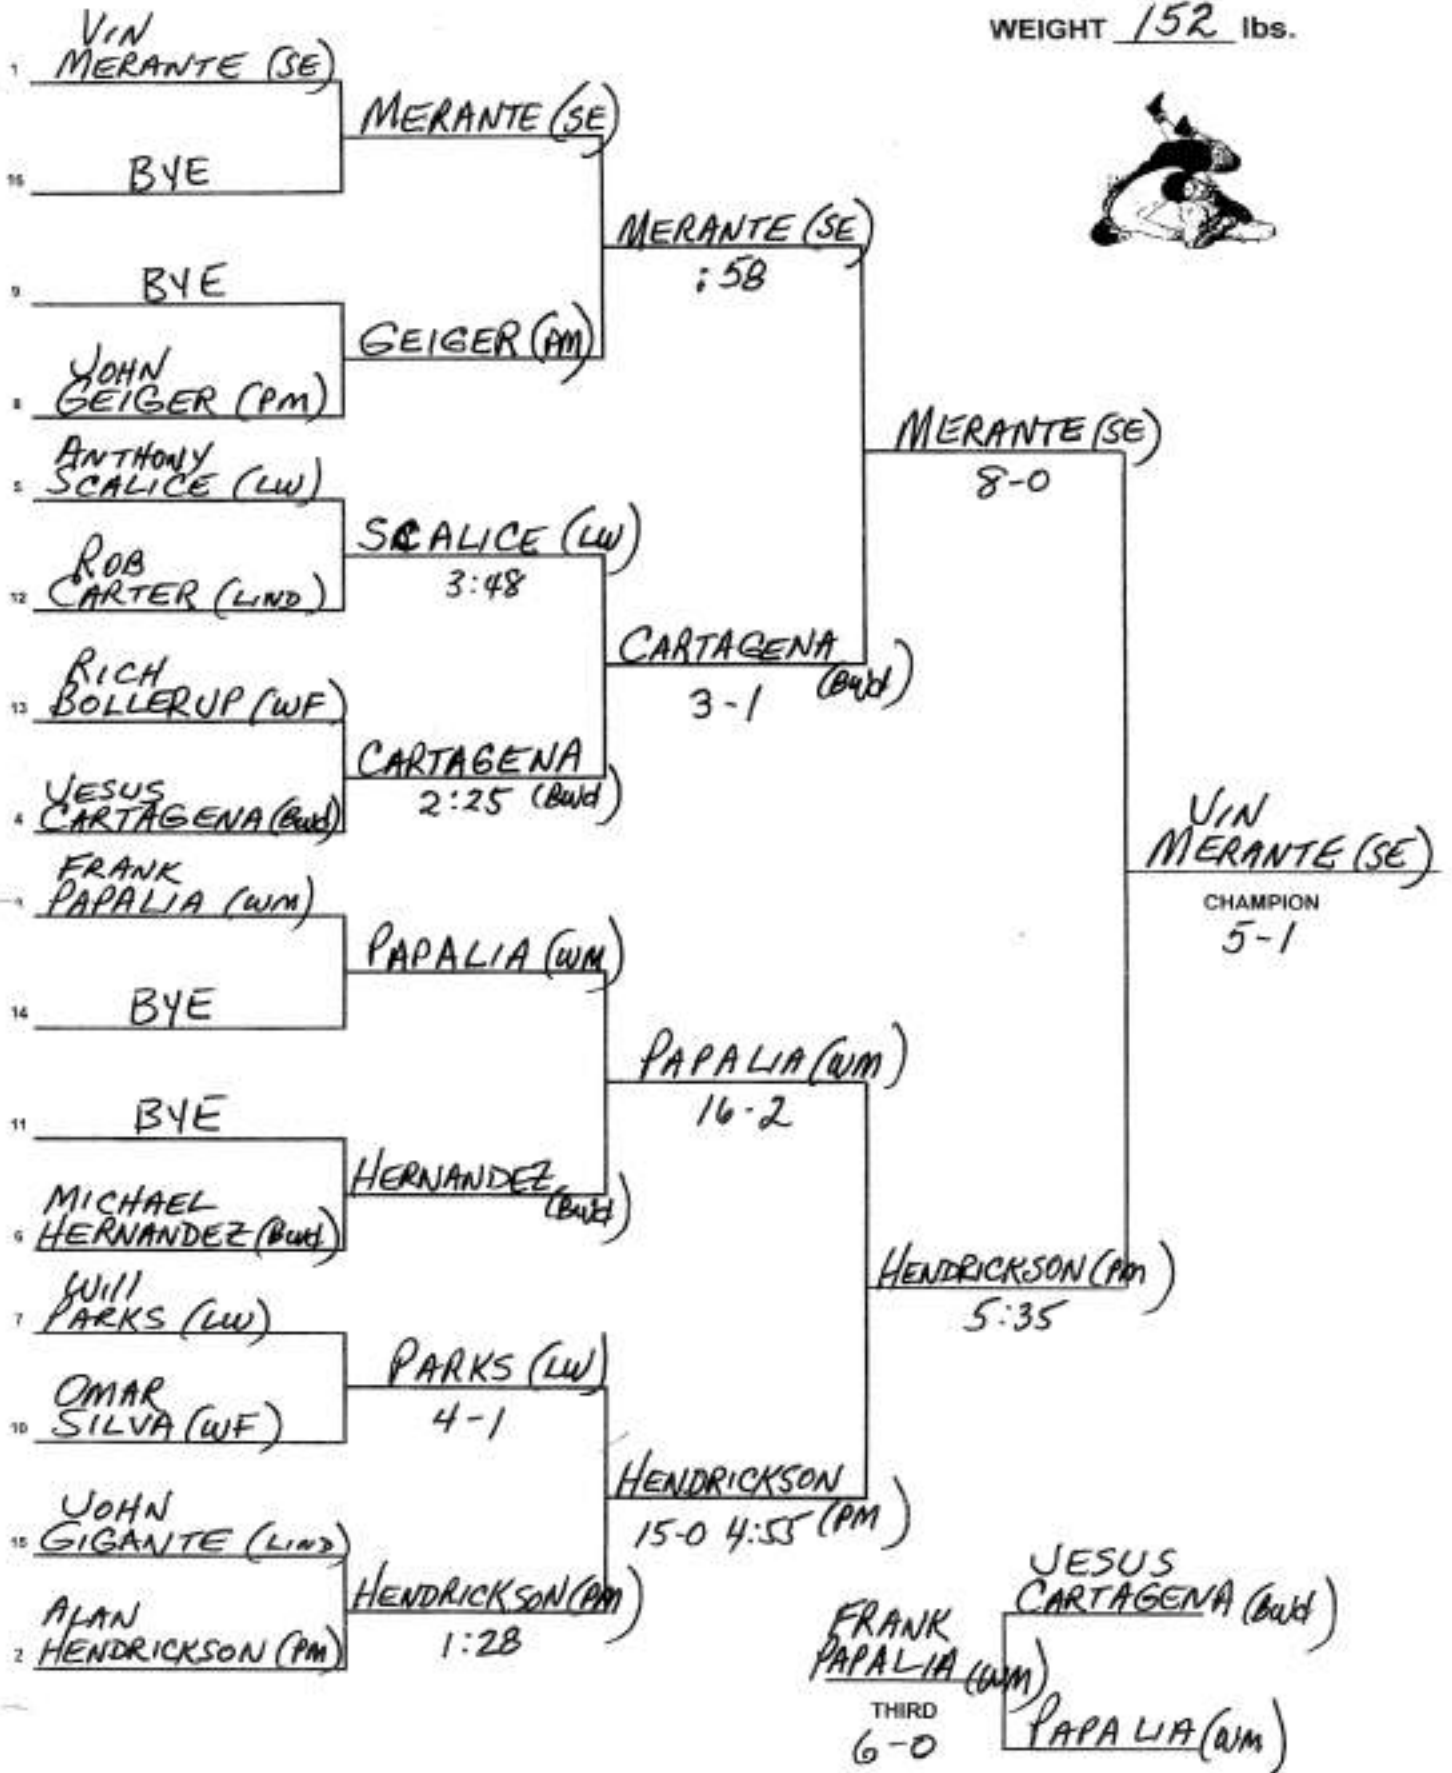 WEIGHT 152 lbs.
VIN
1 MERANTE (SE)
16 BYE
9 BYE
JOHN
8 GEIGER (PM)
ANTHONY
5 SCALICE (LW)
ROB
12 CARTER (LIND)
RICH
13 BOLLERUP (WF)
JESUS
4 CARTAGENA (Bwd)
FRANK
3 PAPALIA (WM)
14 BYE
11 BYE
MICHAEL
6 HERNANDEZ (Bwd)
Will
7 PARKS (LW)
OMAR
10 SILVA (WF)
JOHN
15 GIGANTE (LIND)
ALAN
2 HENDRICKSON (PM)
MERANTE (SE)
GEIGER (PM)
SCALICE (LW)
3:48
CARTAGENA
2:25 (Bwd)
PAPALIA (WM)
HERNANDEZ
(Bwd)
PARKS (LW)
4-1
HENDRICKSON (PM)
1:28
MERANTE (SE)
:58
CARTAGENA
3-1 (Bwd)
PAPALIA (WM)
16-2
HENDRICKSON
15-0 4:55 (PM)
MERANTE (SE)
8-0
HENDRICKSON (PM)
5:35
VIN
MERANTE (SE)
CHAMPION
5-1
JESUS
CARTAGENA (Bwd)
PAPALIA (WM)
FRANK
PAPALIA (WM)
THIRD
6-0